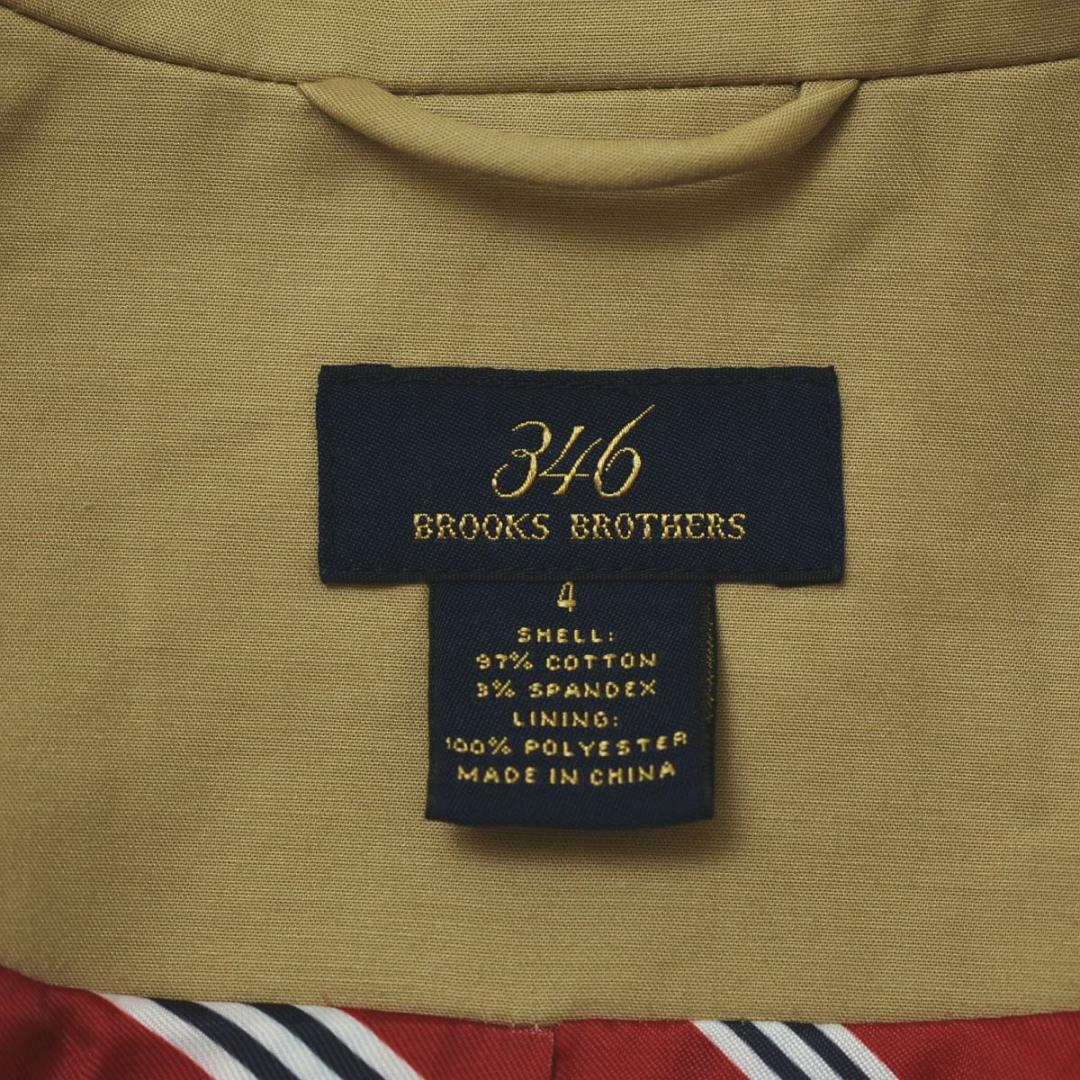 346
BROOKS BROTHERS
4
SHELL:
97% COTTON
3% SPANDEX
LINING:
100% POLYESTER
MADE IN CHINA